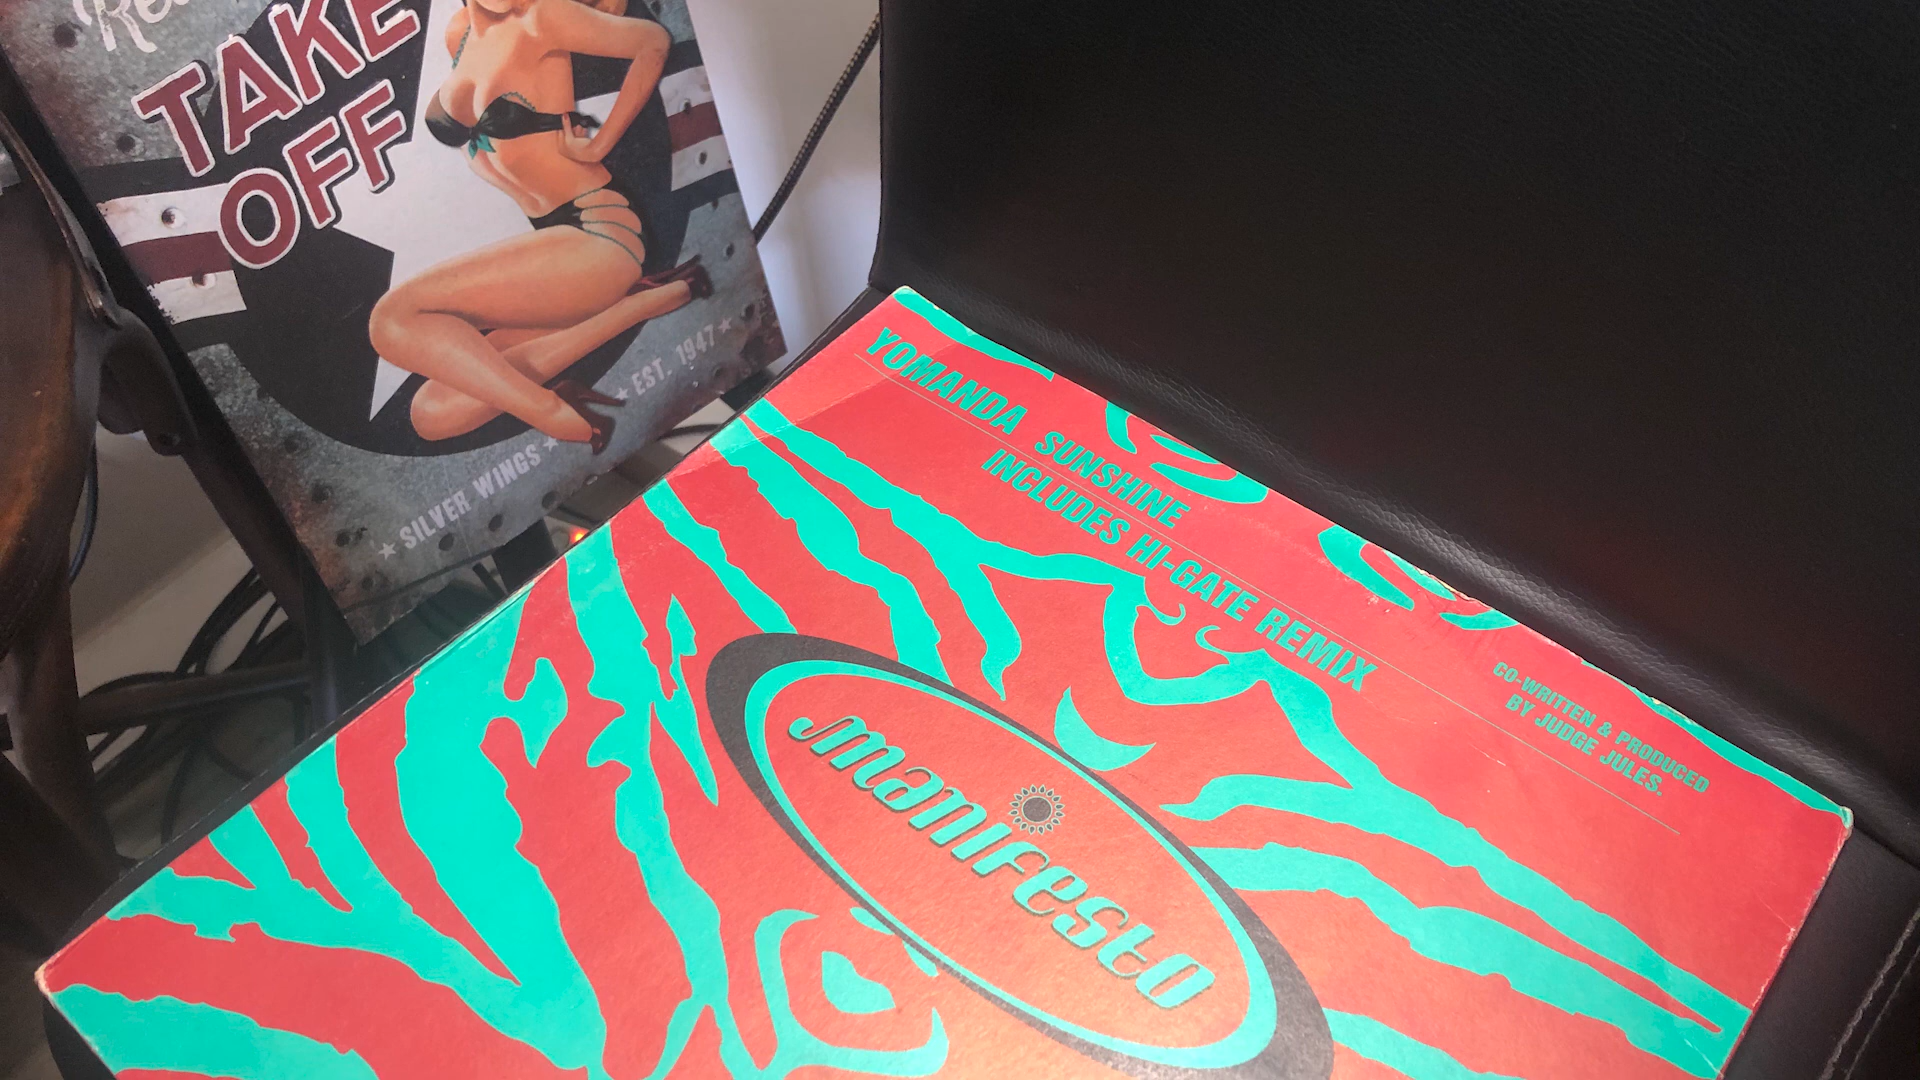 TAKE
OFF
★ SILVER WINGS ★ ★ EST. 1947 ★
YOMANDA SUNSHINE
INCLUDES HI-GATE REMIX
CO-WRITTEN & PRODUCED
BY JUDGE JULES.
manifesto